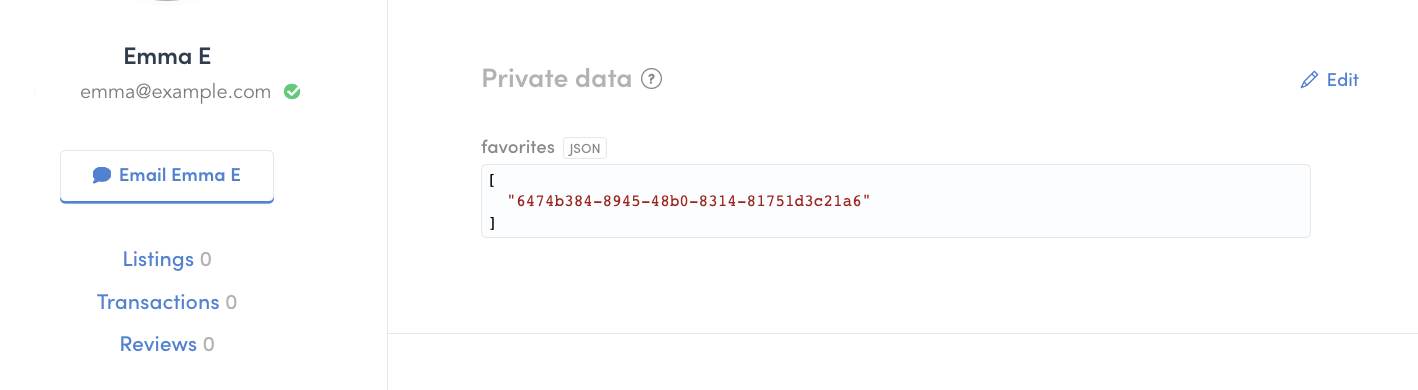 Emma E
emma@example.com
Email Emma E
Listings 0
Transactions 0
Reviews 0
Private data ?
Edit
favorites JSON
[
"6474b384-8945-48b0-8314-81751d3c21a6"
]